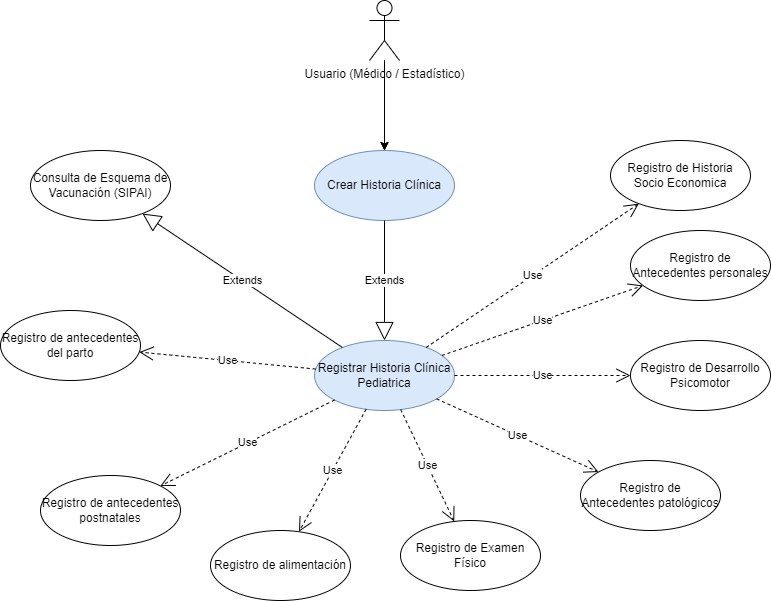 Usuario (Médico / Estadístico)
Consulta de Esquema de
Vacunación (SIPAI)
Crear Historia Clínica
Registro de Historia
Socio Economica
Registro de
Antecedentes personales
Extends
Extends
Use
Use
Registro de antecedentes
del parto
Use
Registrar Historia Clínica
Pediatrica
Use
Registro de Desarrollo
Psicomotor
Use
Use
Use
Use
Registro de antecedentes
postnatales
Registro de
Antecedentes patológicos
Registro de alimentación
Registro de Examen
Físico